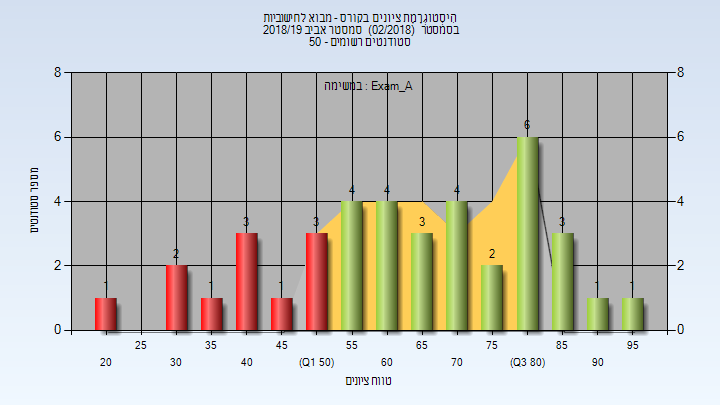 היסטוגרמת ציונים בקורס - מבוא לחישוביות
בסמסטר (02/2018) סמסטר אביב 2018/19
סטודנטים רשומים - 50
במשימה : Exam_A
מספר סטודנטים
8 8
6 6
4 4
2 2
0 0
1 2 1 3 1 3 4 4 3 4 2 6 3 1 1
25 35 45 55 65 75 85 95
20 30 40 (Q1 50) 60 70 (Q3 80) 90
טווח ציונים